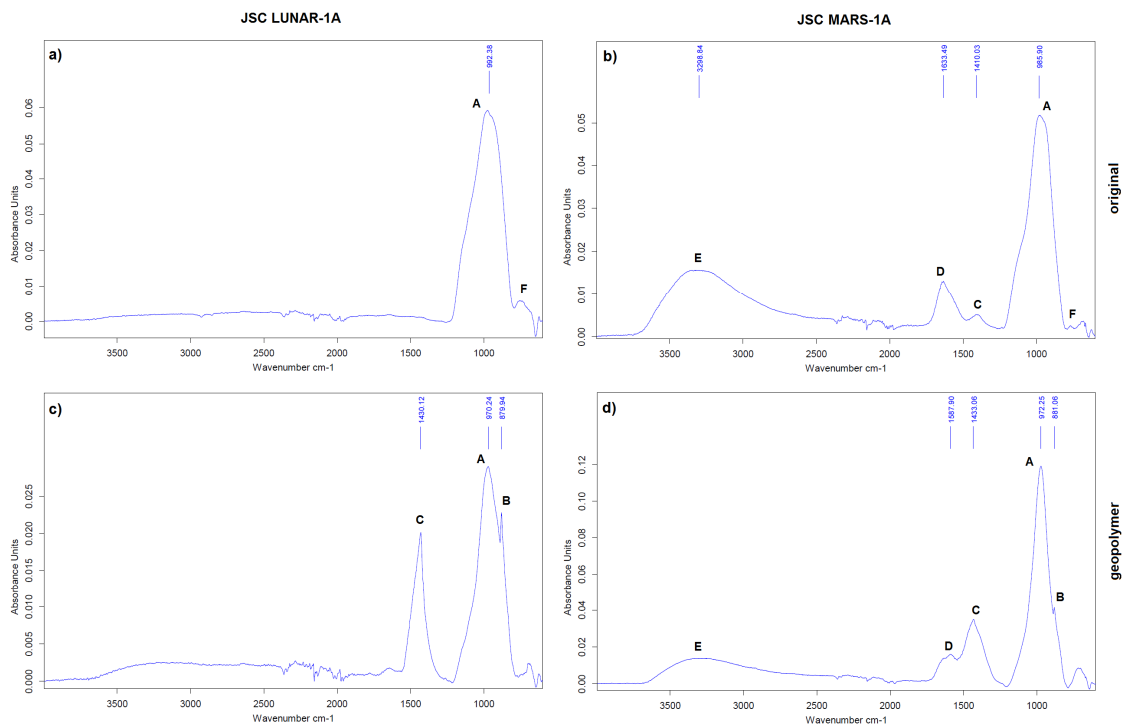 JSC LUNAR-1A
JSC MARS-1A
a)
992.38
A
F
Absorbance Units
0.00 0.01 0.02 0.03 0.04 0.05 0.06
3500 3000 2500 2000 1500 1000
Wavenumber cm-1
b)
3298.84
1633.49
1410.03
985.90
A
E
D
C
F
Absorbance Units
0.00 0.01 0.02 0.03 0.04 0.05
3500 3000 2500 2000 1500 1000
Wavenumber cm-1
original
c)
1430.12
970.24
879.94
A
B
C
Absorbance Units
0.000 0.005 0.010 0.015 0.020 0.025
3500 3000 2500 2000 1500 1000
Wavenumber cm-1
d)
1587.90
1433.06
972.25
881.06
A
B
C
D
E
Absorbance Units
0.00 0.02 0.04 0.06 0.08 0.10 0.12
3500 3000 2500 2000 1500 1000
Wavenumber cm-1
geopolymer